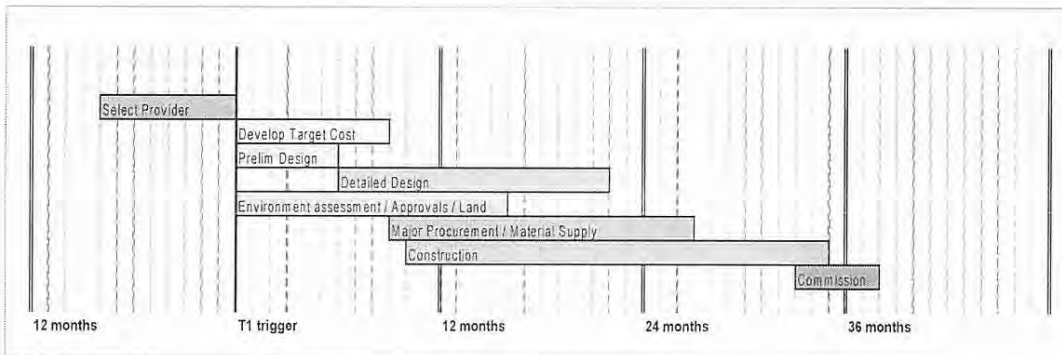 Select Provider
Develop Target Cost
Prelim Design
Detailed Design
Environment assessment / Approvals / Land
Major Procurement / Material Supply
Construction
Commission
12 months
T1 trigger
12 months
24 months
36 months